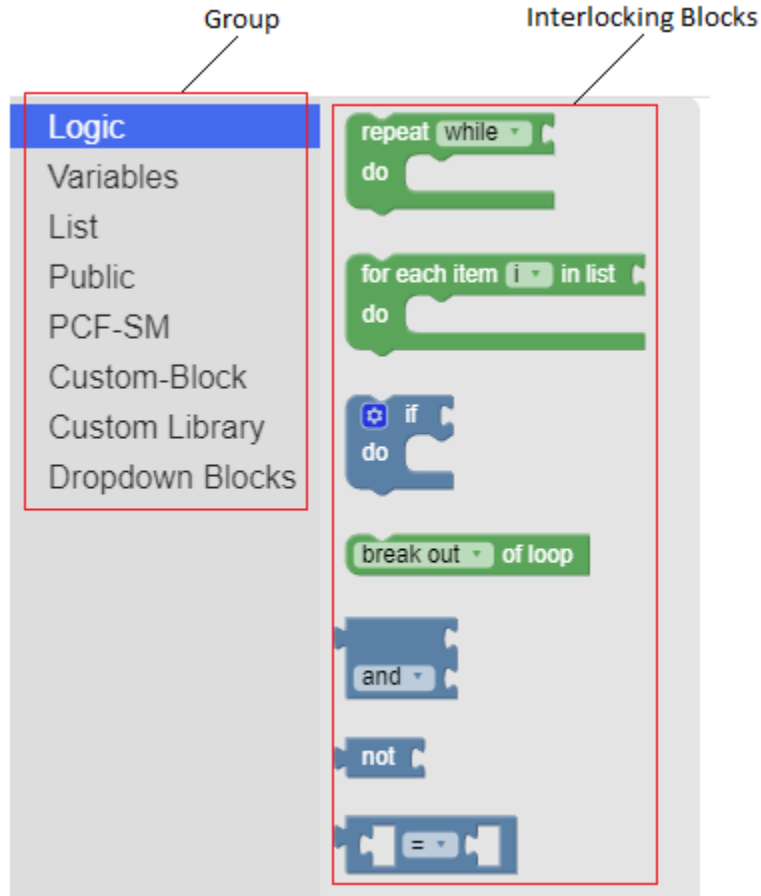 Group
Interlocking Blocks
Logic
Variables
List
Public
PCF-SM
Custom-Block
Custom Library
Dropdown Blocks
repeat while
do
for each item i in list
do
if
do
break out of loop
and
not
=